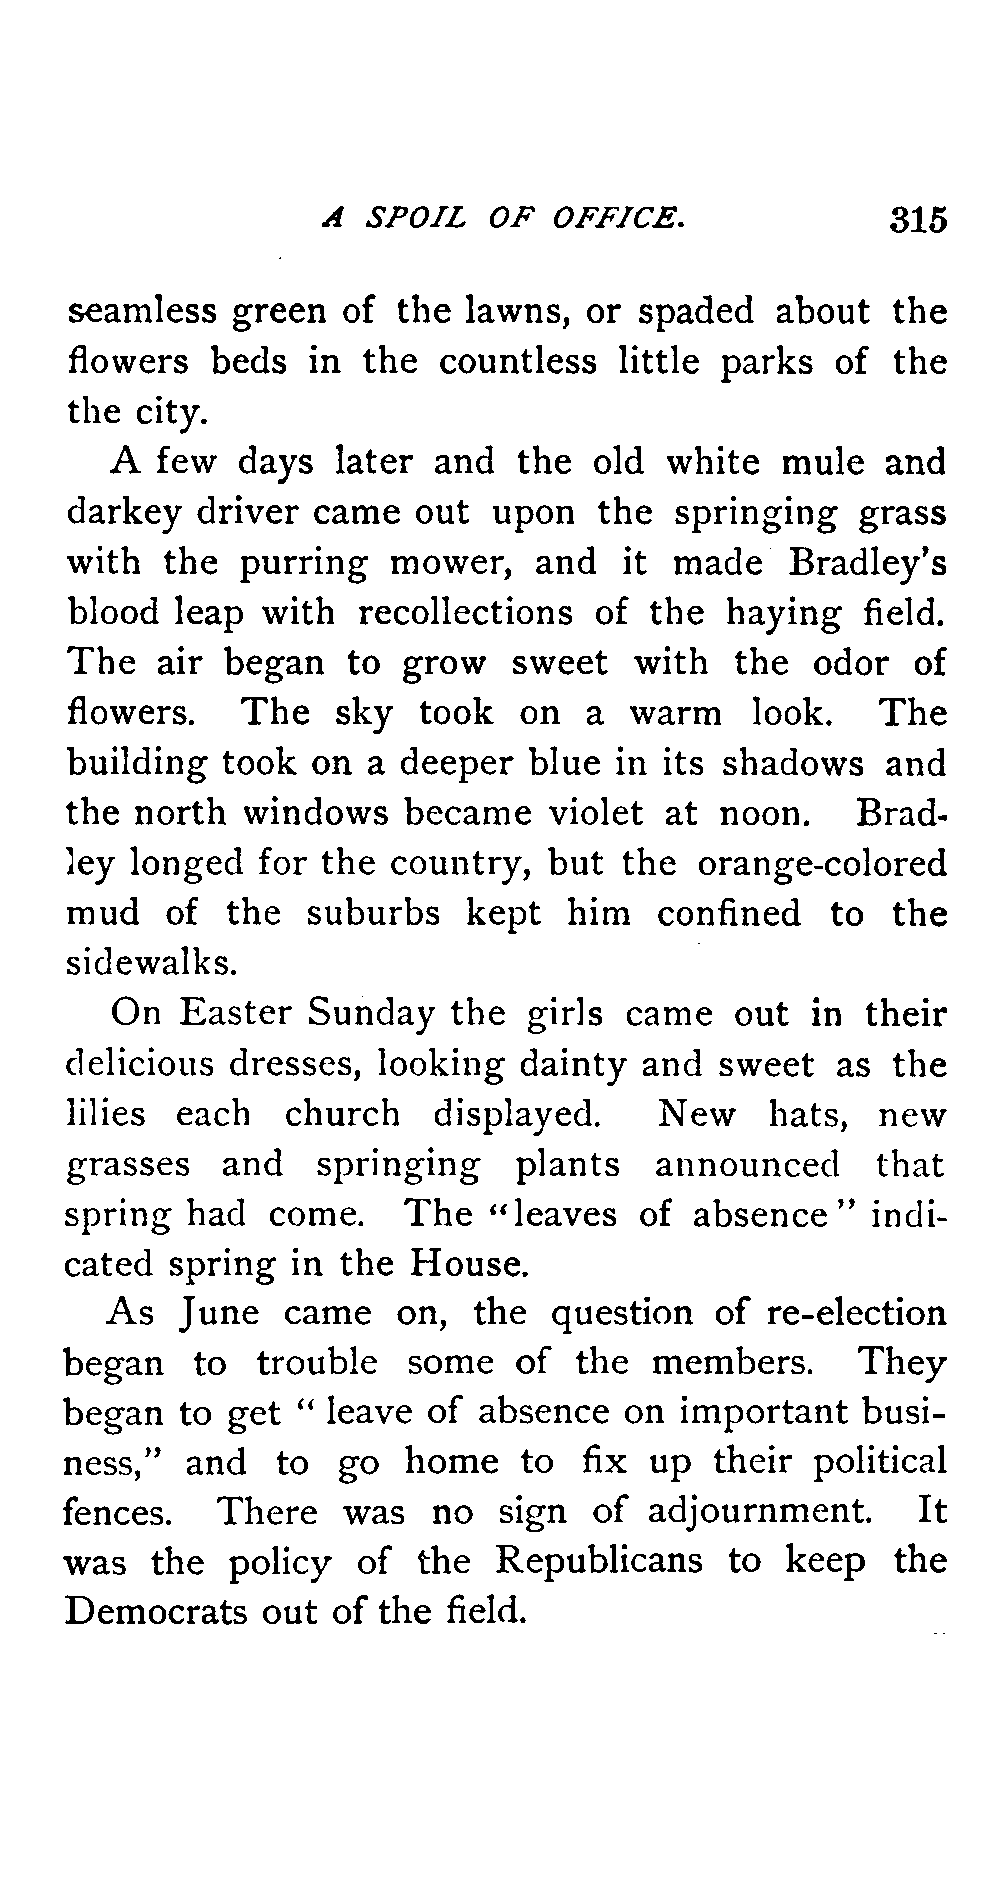 A SPOIL OF OFFICE. 315
seamless green of the lawns, or spaded about the
flowers beds in the countless little parks of the
the city.
A few days later and the old white mule and
darkey driver came out upon the springing grass
with the purring mower, and it made Bradley's
blood leap with recollections of the haying field.
The air began to grow sweet with the odor of
flowers. The sky took on a warm look. The
building took on a deeper blue in its shadows and
the north windows became violet at noon. Brad-
ley longed for the country, but the orange-colored
mud of the suburbs kept him confined to the
sidewalks.
On Easter Sunday the girls came out in their
delicious dresses, looking dainty and sweet as the
lilies each church displayed. New hats, new
grasses and springing plants announced that
spring had come. The "leaves of absence" indi-
cated spring in the House.
As June came on, the question of re-election
began to trouble some of the members. They
began to get " leave of absence on important busi-
ness," and to go home to fix up their political
fences. There was no sign of adjournment. It
was the policy of the Republicans to keep the
Democrats out of the field.